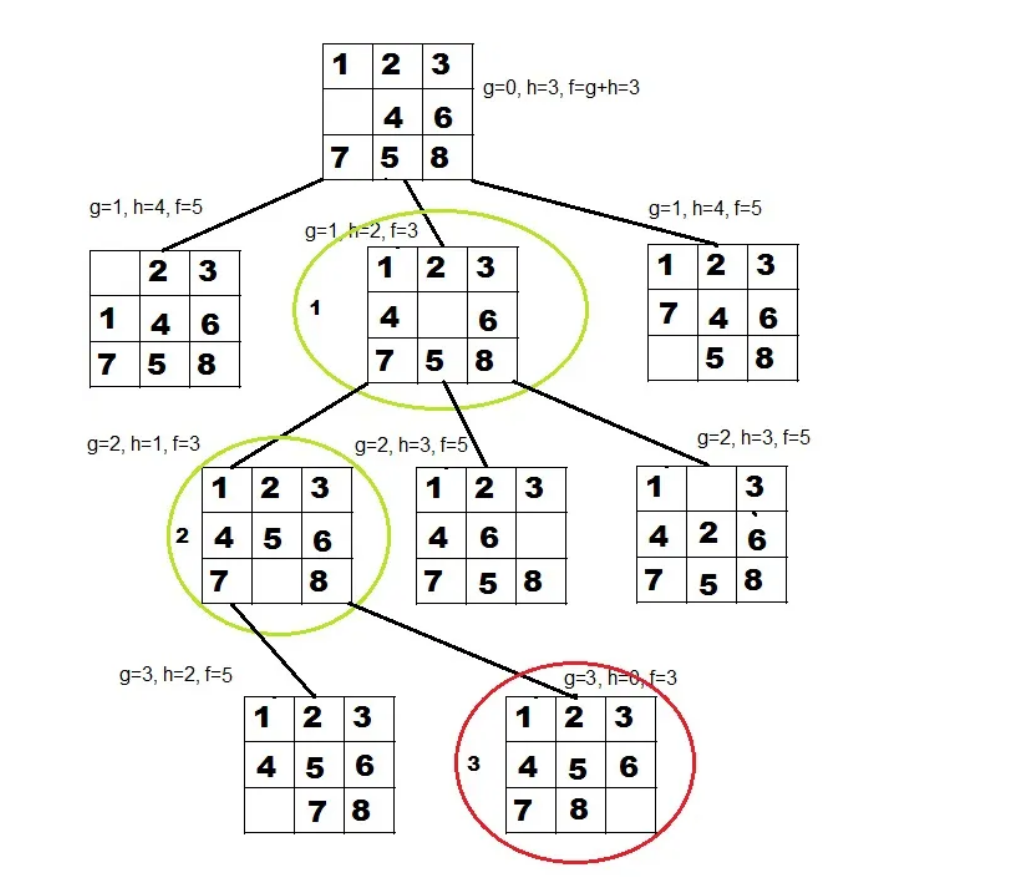 1 2 3
g=0, h=3, f=g+h=3
4 6
7 5 8
g=1, h=4, f=5
2 3
1 4 6
7 5 8
g=1, h=2, f=3
1
1 2 3
4 6
7 5 8
g=1, h=4, f=5
1 2 3
7 4 6
5 8
g=2, h=1, f=3
2
1 2 3
4 5 6
7 8
g=2, h=3, f=5
1 2 3
4 6
7 5 8
g=2, h=3, f=5
1 3
4 2 6
7 5 8
g=3, h=2, f=5
1 2 3
4 5 6
7 8
g=3, h=0, f=3
3
1 2 3
4 5 6
7 8